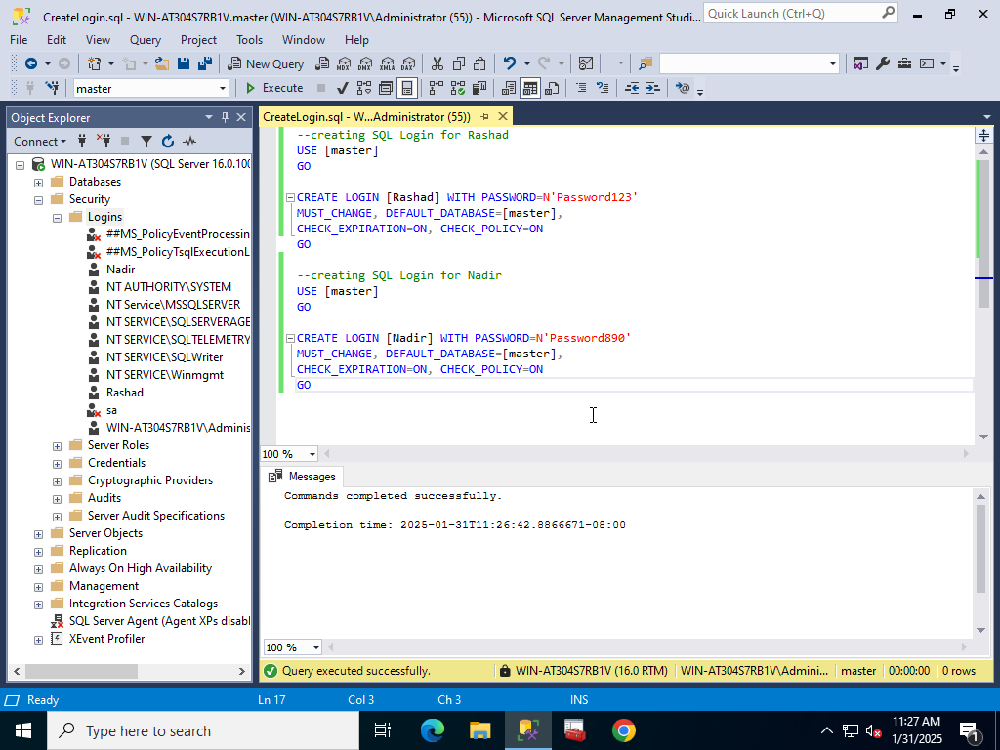 CreateLogin.sql - WIN-AT304S7RB1V.master (WIN-AT304S7RB1V\Administrator (55)) - Microsoft SQL Server Management Studi...
Quick Launch (Ctrl+Q)
File Edit View Query Project Tools Window Help
New Query
MDX DMX XMLA DAX
master
Execute
Object Explorer
Connect
WIN-AT304S7RB1V (SQL Server 16.0.100
Databases
Security
Logins
##MS_PolicyEventProcessin
##MS_PolicyTsqlExecutionL
Nadir
NT AUTHORITY\SYSTEM
NT Service\MSSQLSERVER
NT SERVICE\SQLSERVERAGE
NT SERVICE\SQLTELEMETRY
NT SERVICE\SQLWriter
NT SERVICE\Winmgmt
Rashad
sa
WIN-AT304S7RB1V\Adminis
Server Roles
Credentials
Cryptographic Providers
Audits
Server Audit Specifications
Server Objects
Replication
Always On High Availability
Management
Integration Services Catalogs
SQL Server Agent (Agent XPs disabl
XEvent Profiler
CreateLogin.sql - W...Administrator (55))
--creating SQL Login for Rashad
USE [master]
GO
CREATE LOGIN [Rashad] WITH PASSWORD=N'Password123'
MUST_CHANGE, DEFAULT_DATABASE=[master],
CHECK_EXPIRATION=ON, CHECK_POLICY=ON
GO
--creating SQL Login for Nadir
USE [master]
GO
CREATE LOGIN [Nadir] WITH PASSWORD=N'Password890'
MUST_CHANGE, DEFAULT_DATABASE=[master],
CHECK_EXPIRATION=ON, CHECK_POLICY=ON
GO
100 %
Messages
Commands completed successfully.
Completion time: 2025-01-31T11:26:42.8866671-08:00
100 %
Query executed successfully. WIN-AT304S7RB1V (16.0 RTM) WIN-AT304S7RB1V\Admini... master 00:00:00 0 rows
Ready Ln 17 Col 3 Ch 3 INS
Type here to search
11:27 AM
1/31/2025
1